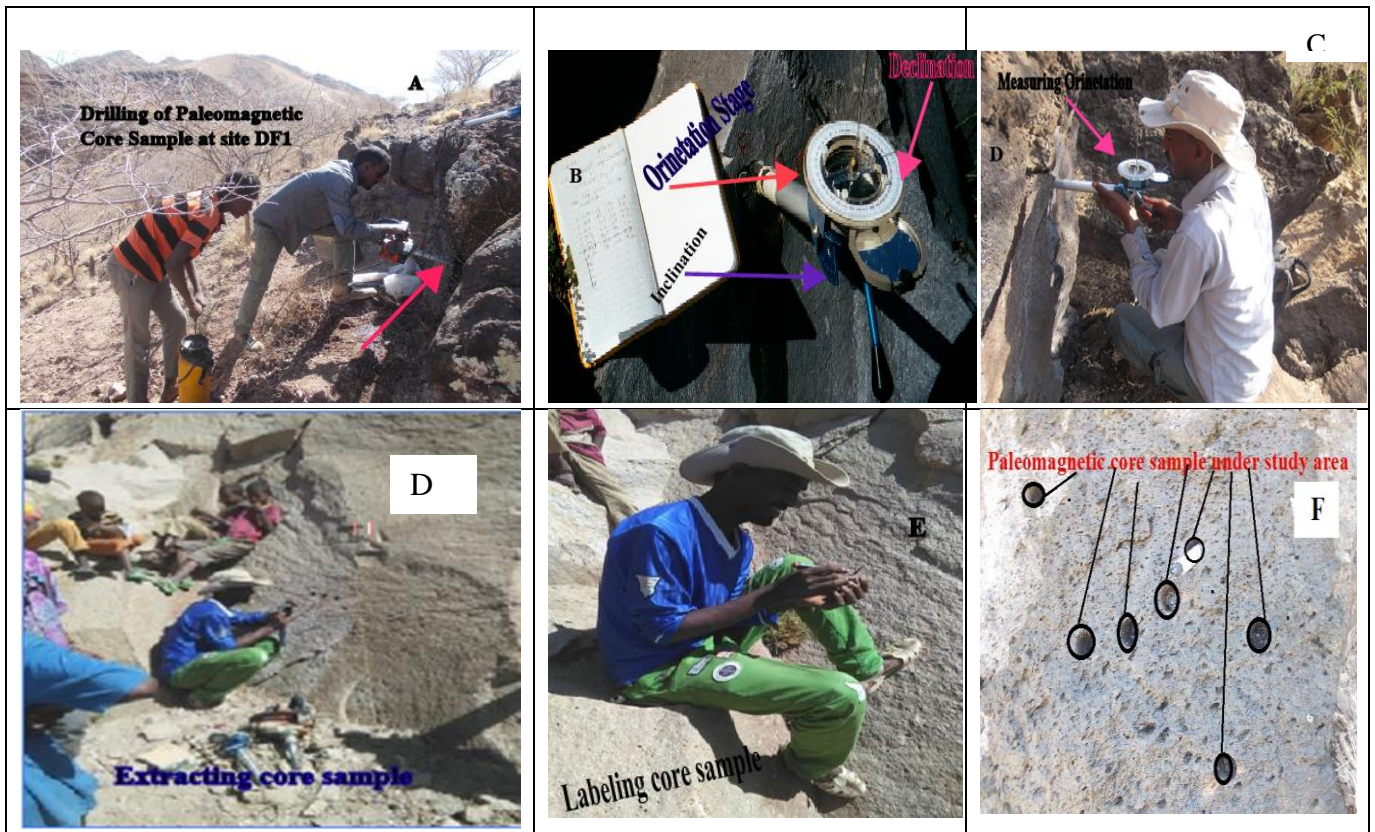 A
Drilling of Paleomagnetic
Core Sample at site DF1
Declination
Orinetation Stage
B
Inclination
C
Measuring Orinetation
D
D
Extracting core sample
E
Labeling core sample
Paleomagnetic core sample under study area
F